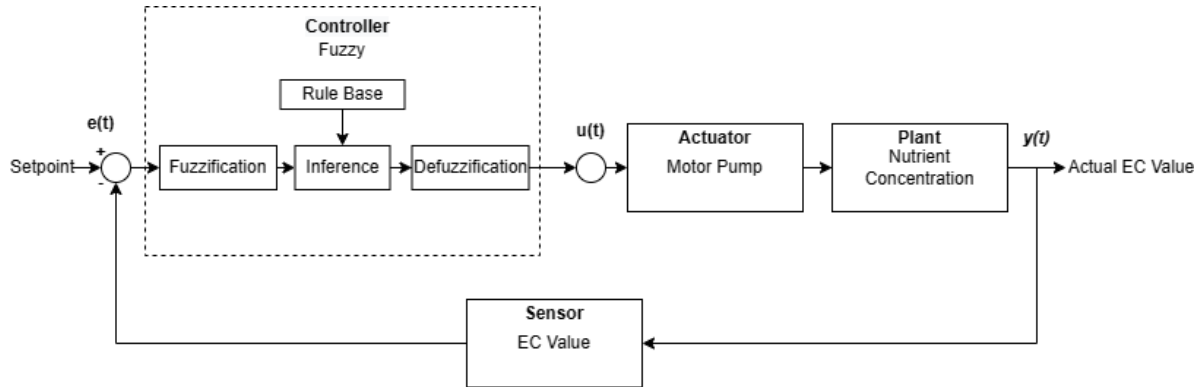 Controller
Fuzzy
Rule Base
e(t)
+
Setpoint
-
Fuzzification
Inference
Defuzzification
u(t)
Actuator
Motor Pump
Plant
Nutrient
Concentration
y(t)
Actual EC Value
Sensor
EC Value